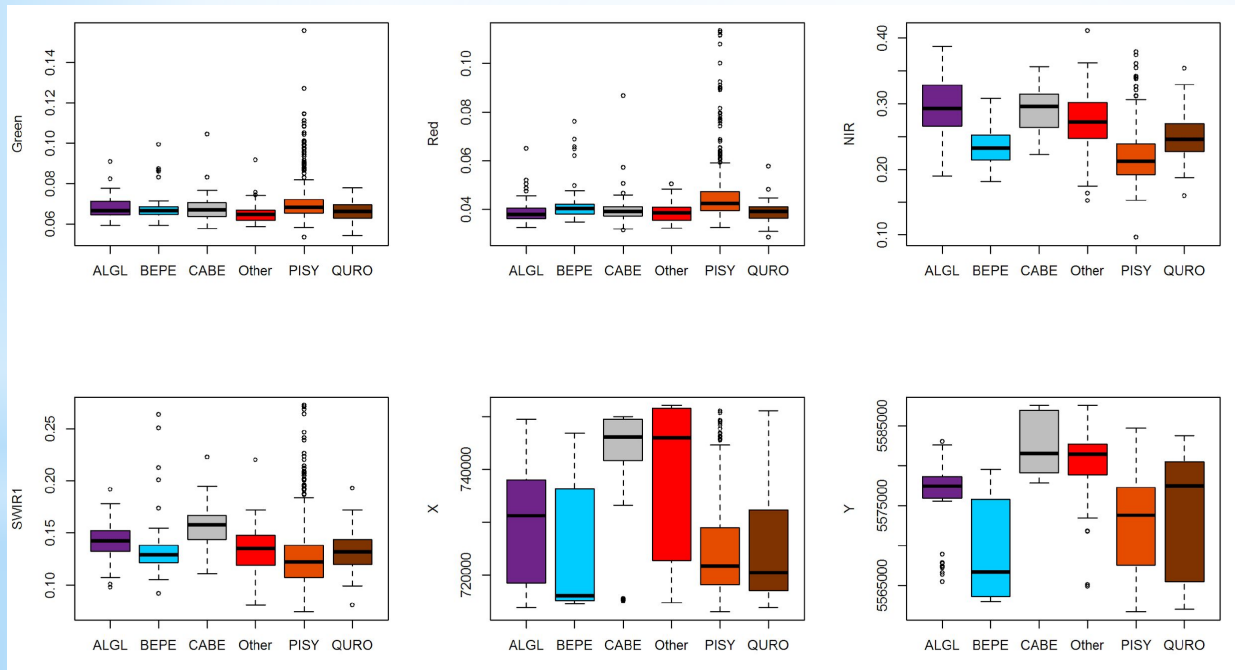 Green
0.06 0.08 0.10 0.12 0.14
ALGL BEPE CABE Other PISY QURO
Red
0.04 0.06 0.08 0.10
ALGL BEPE CABE Other PISY QURO
NIR
0.10 0.20 0.30 0.40
ALGL BEPE CABE Other PISY QURO
SWIR1
0.10 0.15 0.20 0.25
ALGL BEPE CABE Other PISY QURO
X
720000 740000
ALGL BEPE CABE Other PISY QURO
Y
5565000 5575000 5585000
ALGL BEPE CABE Other PISY QURO